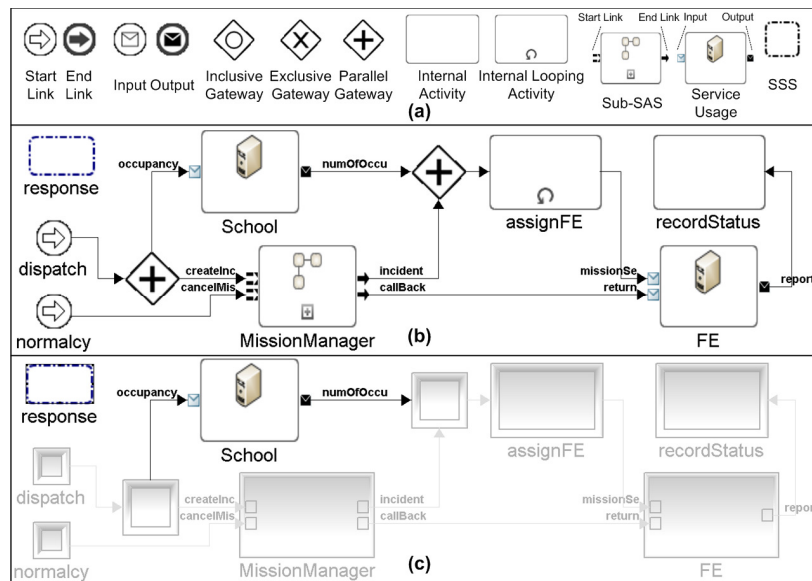 Start Link
End Link
Input
Output
Inclusive Gateway
Exclusive Gateway
Parallel Gateway
Internal Activity
Internal Looping Activity
Start Link
End Link
Sub-SAS
Input
Output
Service Usage
SSS
(a)
response
occupancy
School
numOfOccu
assignFE
recordStatus
dispatch
createInc
cancelMis
incident
callBack
missionSe
return
report
normalcy
MissionManager
FE
(b)
response
occupancy
School
numOfOccu
assignFE
recordStatus
dispatch
createInc
cancelMis
incident
callBack
missionSe
return
report
normalcy
MissionManager
FE
(c)